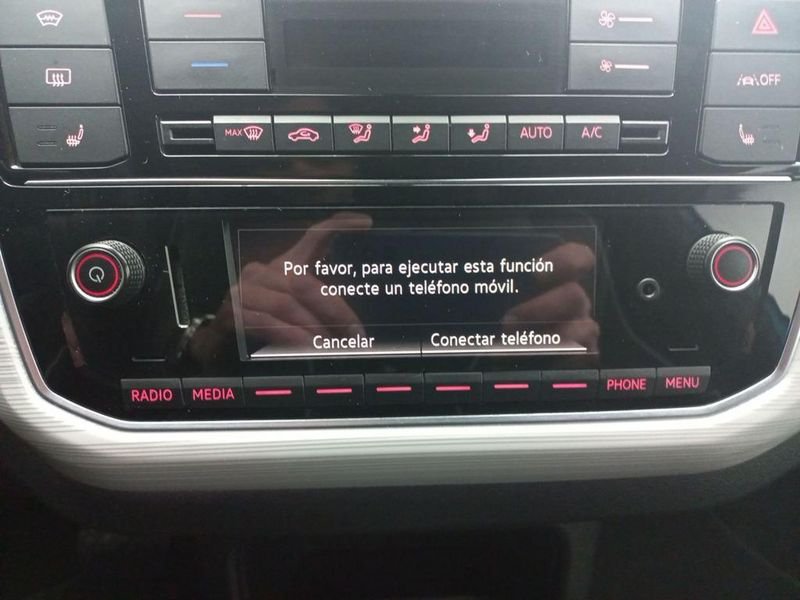 OFF
MAX
AUTO
A/C
Por favor, para ejecutar esta función
conecte un teléfono móvil.
Cancelar
Conectar teléfono
RADIO
MEDIA
PHONE
MENU